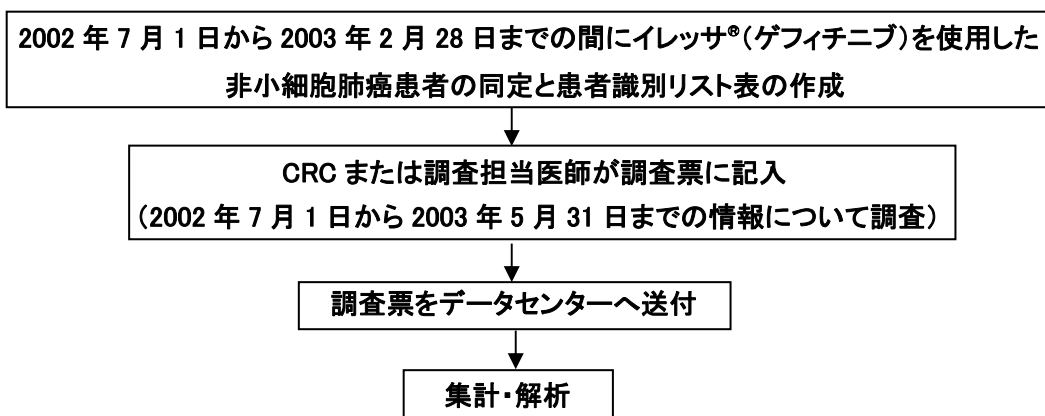 2002 年 7 月 1 日から 2003 年 2 月 28 日までの間にイレッサ®(ゲフィチニブ)を使用した
非小細胞肺癌患者の同定と患者識別リスト表の作成
CRC または調査担当医師が調査票に記入
(2002 年 7 月 1 日から 2003 年 5 月 31 日までの情報について調査)
調査票をデータセンターへ送付
集計・解析